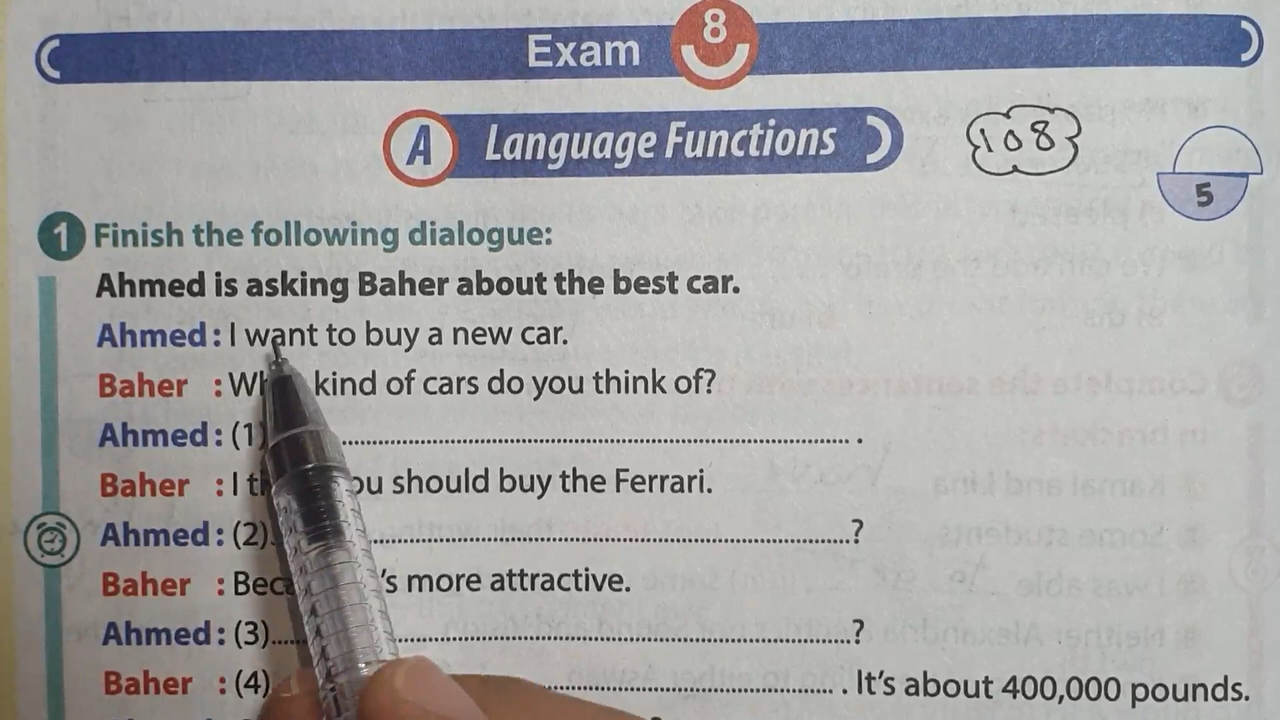 Exam 8
A Language Functions
108
5
1 Finish the following dialogue:
Ahmed is asking Baher about the best car.
Ahmed: I want to buy a new car.
Baher : kind of cars do you think of?
Ahmed: (1) .
Baher : I should buy the Ferrari.
Ahmed: (2) ?
Baher : 's more attractive.
Ahmed: (3) ?
Baher : (4) . It's about 400,000 pounds.